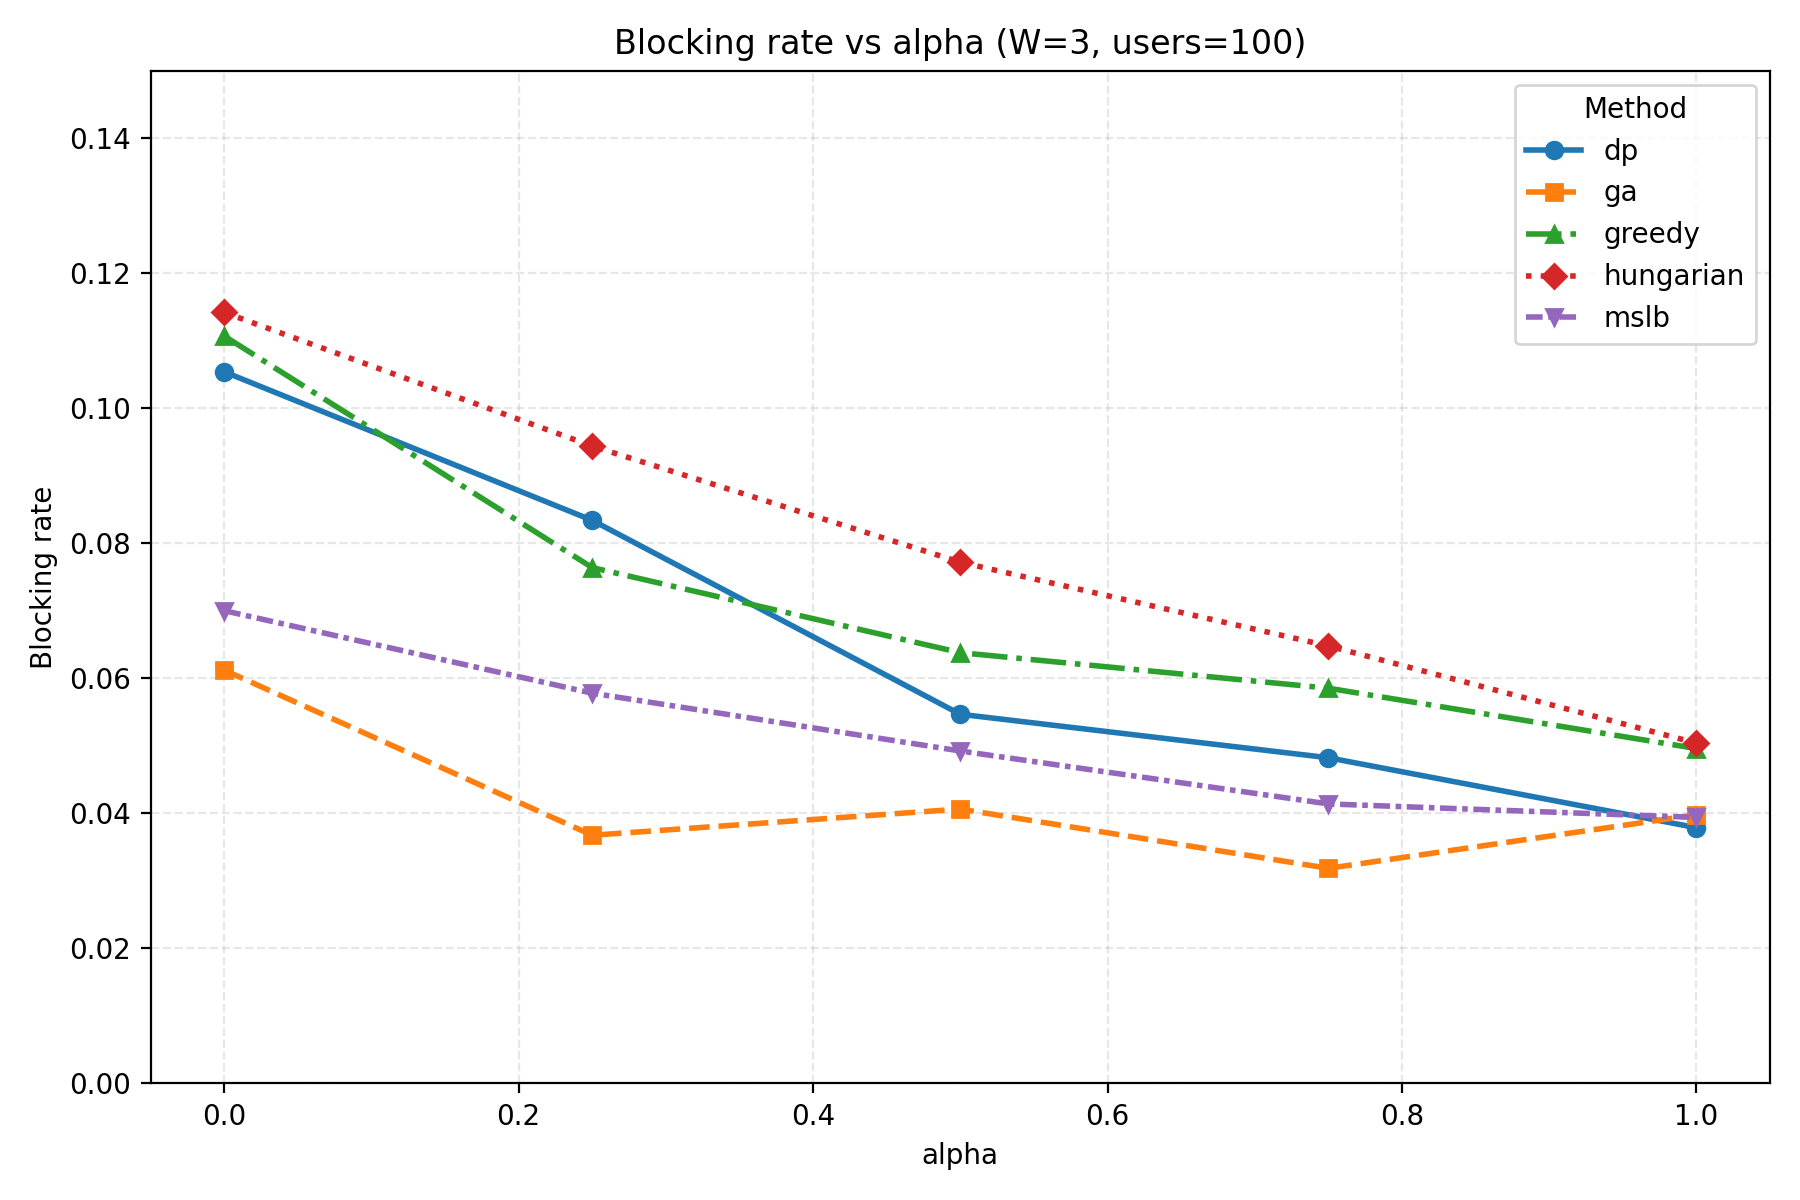 Blocking rate vs alpha (W=3, users=100)
Method
dp
ga
greedy
hungarian
mslb
Blocking rate
0.14
0.12
0.10
0.08
0.06
0.04
0.02
0.00
0.0 0.2 0.4 0.6 0.8 1.0
alpha